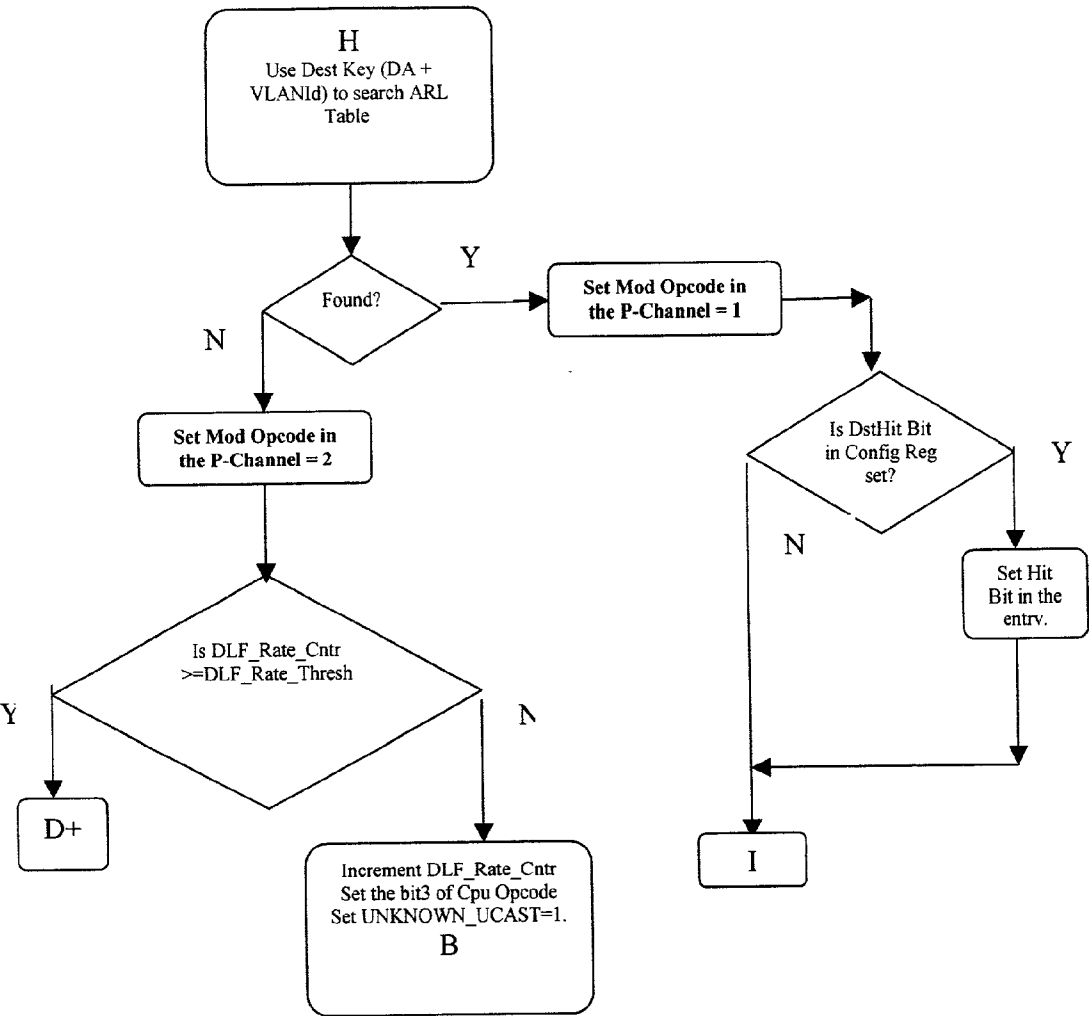 H
Use Dest Key (DA +
VLANId) to search ARL
Table
Y
Found?
Set Mod Opcode in
the P-Channel = 1
N
Set Mod Opcode in
the P-Channel = 2
Is DstHit Bit
in Config Reg
set?
Y
N
Set Hit
Bit in the
entry.
Is DLF_Rate_Cntr
>=DLF_Rate_Thresh
Y
N
D+
I
Increment DLF_Rate_Cntr
Set the bit3 of Cpu Opcode
Set UNKNOWN_UCAST=1.
B